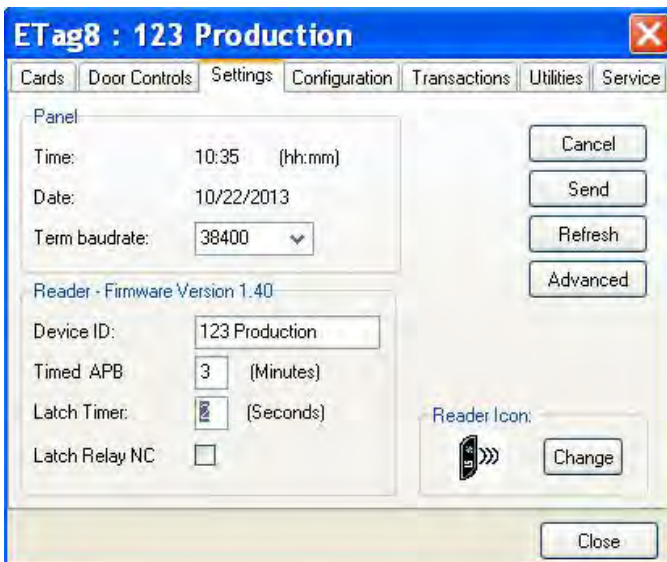 ETag8 : 123 Production
Cards Door Controls Settings Configuration Transactions Utilities Service
Panel
Time: 10:35 (hh:mm)
Date: 10/22/2013
Term baudrate: 38400
Cancel
Send
Refresh
Advanced
Reader - Firmware Version 1.40
Device ID: 123 Production
Timed APB 3 (Minutes)
Latch Timer: (Seconds)
Latch Relay NC
Reader Icon:
Change
Close